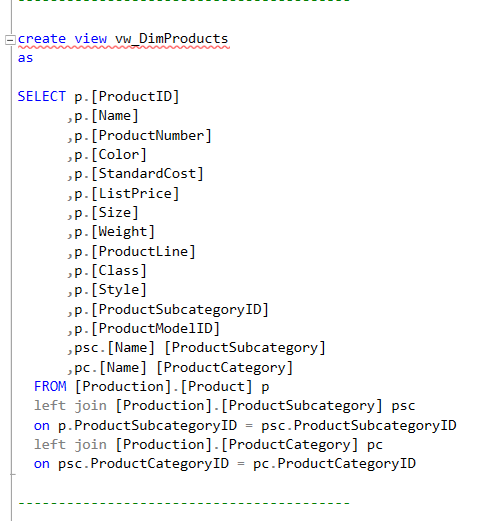 -----------------------------------------
create view vw_DimProducts
as
SELECT p.[ProductID]
,p.[Name]
,p.[ProductNumber]
,p.[Color]
,p.[StandardCost]
,p.[ListPrice]
,p.[Size]
,p.[Weight]
,p.[ProductLine]
,p.[Class]
,p.[Style]
,p.[ProductSubcategoryID]
,p.[ProductModelID]
,psc.[Name] [ProductSubcategory]
,pc.[Name] [ProductCategory]
FROM [Production].[Product] p
left join [Production].[ProductSubcategory] psc
on p.ProductSubcategoryID = psc.ProductSubcategoryID
left join [Production].[ProductCategory] pc
on psc.ProductCategoryID = pc.ProductCategoryID
-----------------------------------------